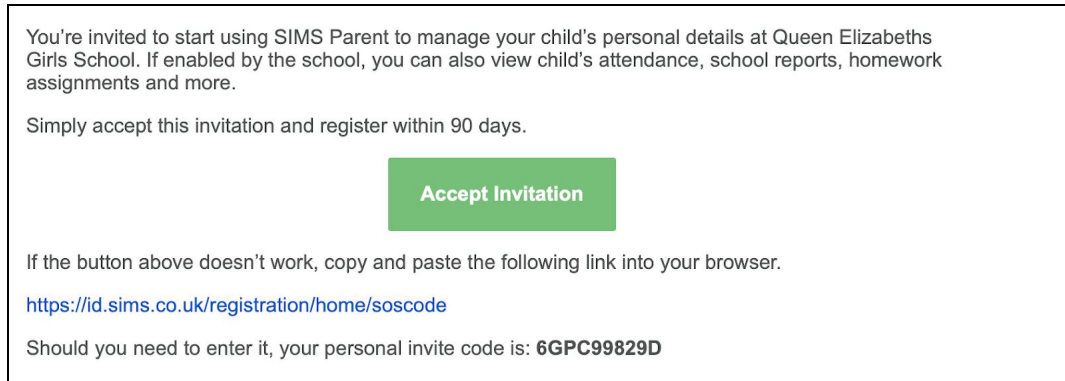 You're invited to start using SIMS Parent to manage your child's personal details at Queen Elizabeths
Girls School. If enabled by the school, you can also view child's attendance, school reports, homework
assignments and more.
Simply accept this invitation and register within 90 days.
Accept Invitation
If the button above doesn't work, copy and paste the following link into your browser.
https://id.sims.co.uk/registration/home/soscode
Should you need to enter it, your personal invite code is: 6GPC99829D